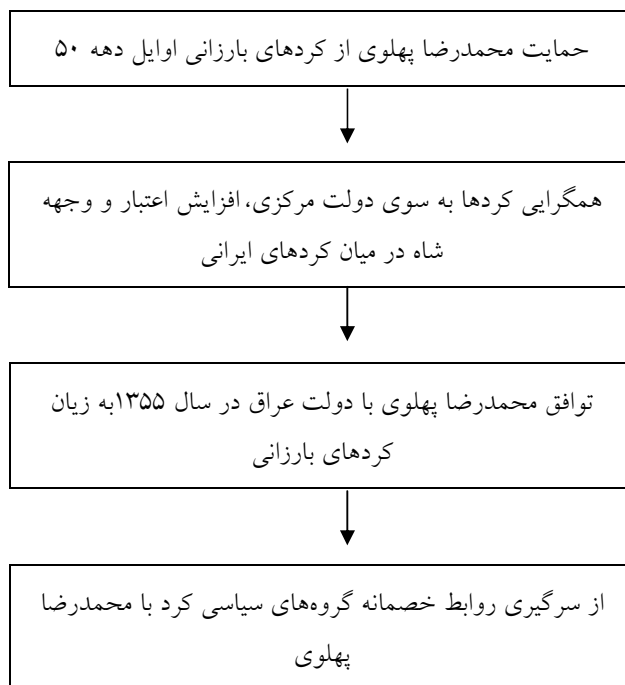 حمایت محمدرضا پهلوی از کردهای بارزانی اوایل دهه ۵۰
همگرایی کردها به سوی دولت مرکزی، افزایش اعتبار و وجهه
شاه در میان کردهای ایرانی
توافق محمدرضا پهلوی با دولت عراق در سال ۱۳۵۵به زیان
کردهای بارزانی
از سرگیری روابط خصمانه گروه‌های سیاسی کرد با محمدرضا
پهلوی